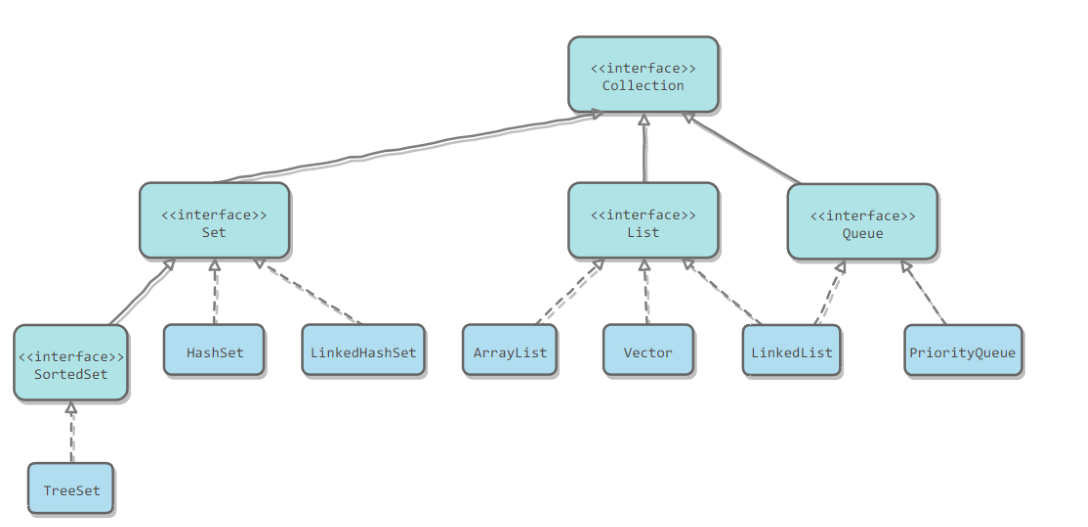 <<interface>>
Collection
<<interface>>
Set
<<interface>>
List
<<interface>>
Queue
<<interface>>
SortedSet
HashSet
LinkedHashSet
ArrayList
Vector
LinkedList
PriorityQueue
TreeSet